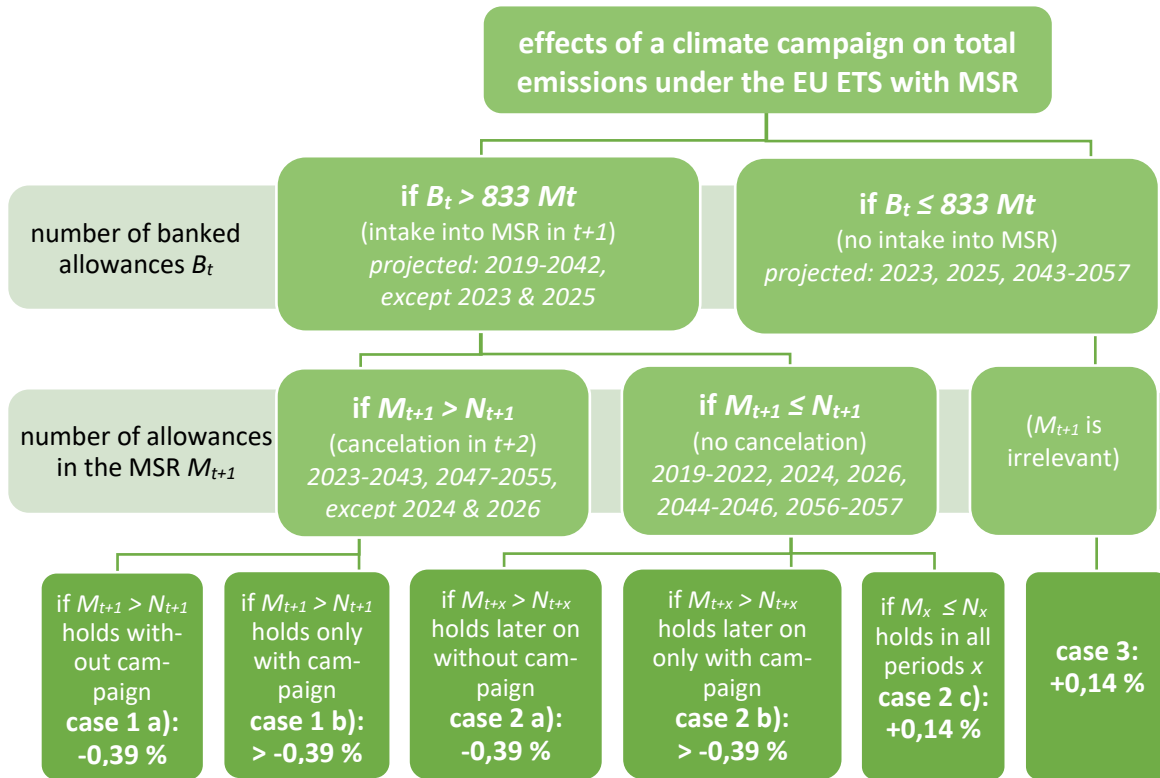 effects of a climate campaign on total
emissions under the EU ETS with MSR
number of banked
allowances Bt
if Bt > 833 Mt
(intake into MSR in t+1)
projected: 2019-2042,
except 2023 & 2025
if Bt ≤ 833 Mt
(no intake into MSR)
projected: 2023, 2025, 2043-2057
number of allowances
in the MSR Mt+1
if Mt+1 > Nt+1
(cancelation in t+2)
2023-2043, 2047-2055,
except 2024 & 2026
if Mt+1 ≤ Nt+1
(no cancelation)
2019-2022, 2024, 2026,
2044-2046, 2056-2057
(Mt+1 is
irrelevant)
if Mt+1 > Nt+1
holds with-
out cam-
paign
case 1 a):
-0,39 %
if Mt+1 > Nt+1
holds only
with cam-
paign
case 1 b):
> -0,39 %
if Mt+x > Nt+x
holds later on
without cam-
paign
case 2 a):
-0,39 %
if Mt+x > Nt+x
holds later on
only with cam-
paign
case 2 b):
> -0,39 %
if Mx ≤ Nx
holds in all
periods x
case 2 c):
+0,14 %
case 3:
+0,14 %